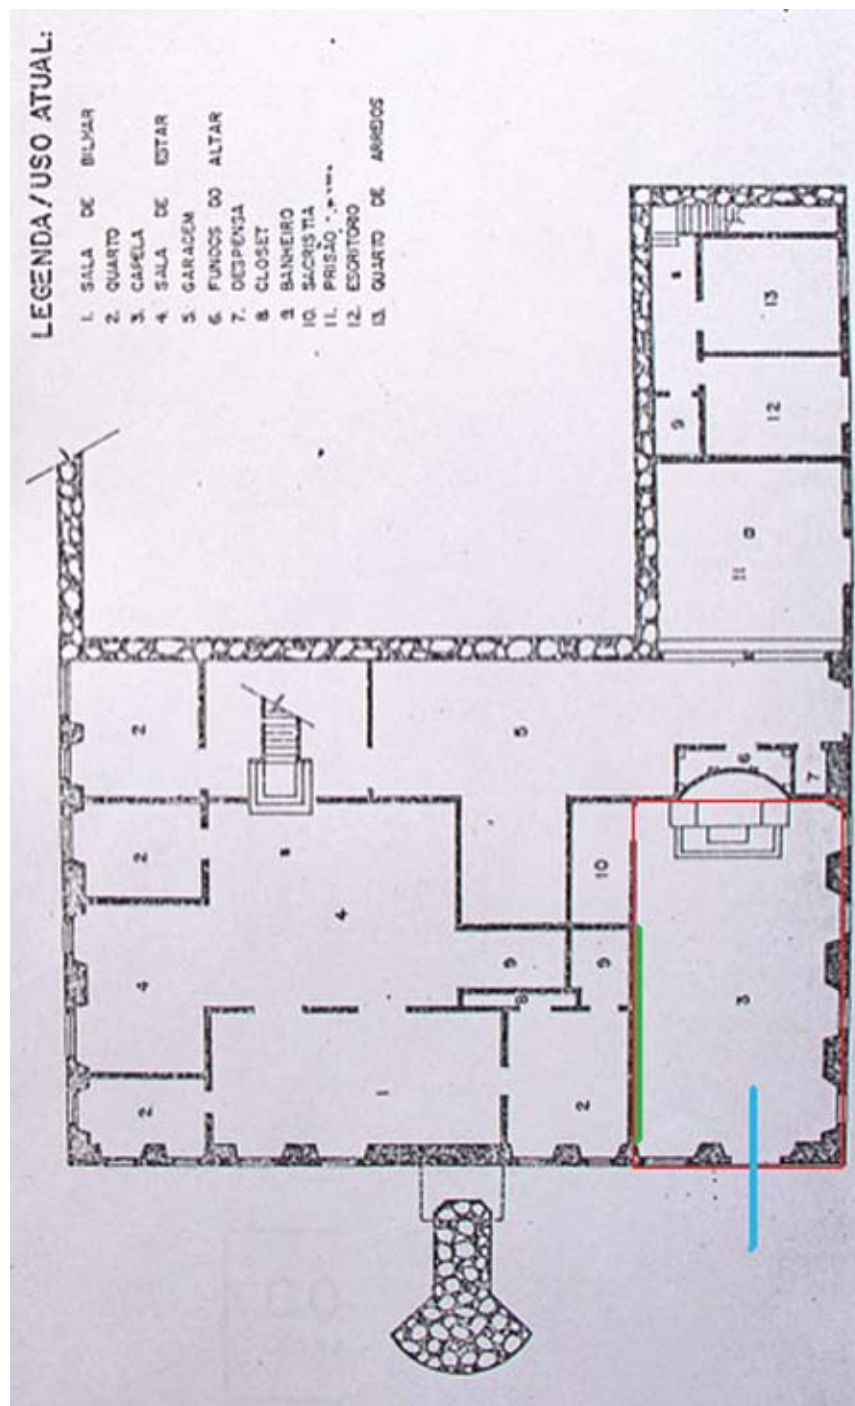 LEGENDA/USO ATUAL:
1. SALA DE BILHAR
2. QUARTO
3. CAPELA
4. SALA DE ESTAR
5. GARAGEM
6. FUNDOS DO ALTAR
7. DESPENSA
8. CLOSET
9. BANHEIRO
10. SACRISTIA
11. PRISÃO
12. ESCRITORIO
13. QUARTO DE ARREIOS
2
2
4
2
8
4
1
5
9
8
9
10
2
6
7
3
11
9
12
13